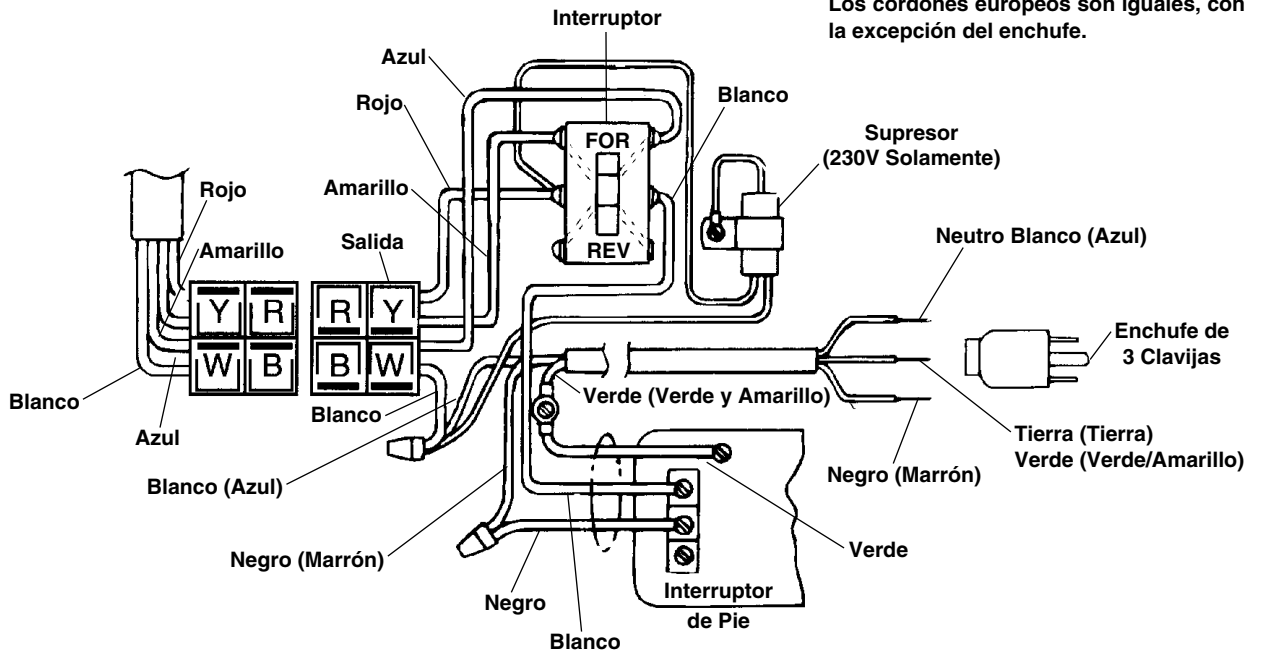 Los cordones europeos son iguales, con
la excepción del enchufe.
Interruptor
Azul
Rojo
Blanco
FOR
REV
Supresor
(230V Solamente)
Amarillo
Rojo
Amarillo
Salida
Neutro Blanco (Azul)
Y R
R Y
W B
B W
Enchufe de
3 Clavijas
Blanco
Azul
Blanco
Verde (Verde y Amarillo)
Tierra (Tierra)
Verde (Verde/Amarillo)
Blanco (Azul)
Negro (Marrón)
Negro (Marrón)
Verde
Negro
Interruptor
de Pie
Blanco